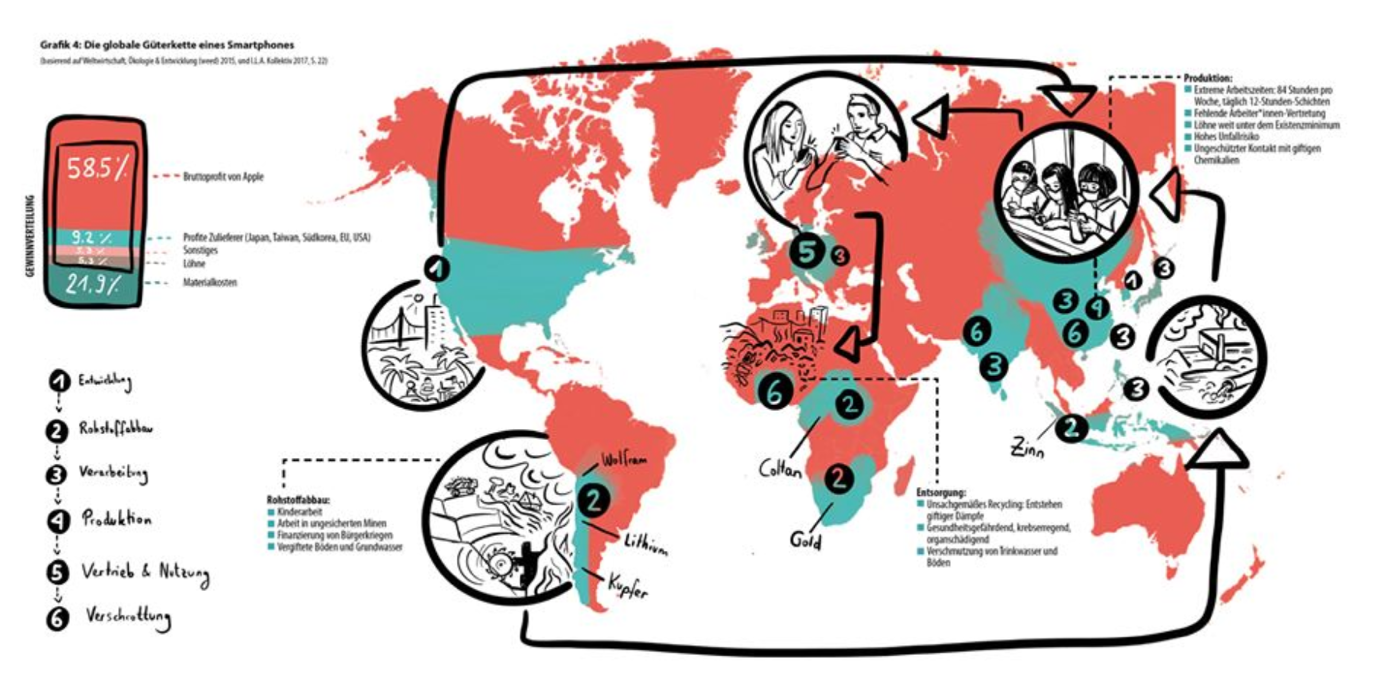 Grafik 4: Die globale Güterkette eines Smartphones
(basierend auf Weltwirtschaft, Ökologie & Entwicklung (weed) 2015, und I.L.A. Kollektiv 2017, S. 22)
GEWINNVERTEILUNG
58,5%
Bruttoprofit von Apple
9,2 %
Profite Zulieferer (Japan, Taiwan, Südkorea, EU, USA)
Sonstiges
Löhne
21,9%
Materialkosten
1 Entwicklung
2 Rohstoffabbau
3 Verarbeitung
4 Produktion
5 Vertrieb & Nutzung
6 Verschrottung
Produktion:
Extreme Arbeitszeiten: 84 Stunden pro
Woche, täglich 12-Stunden-Schichten
Fehlende Arbeiter*innen-Vertretung
Löhne weit unter dem Existenzminimum
Hohes Unfallrisiko
Ungeschützter Kontakt mit giftigen
Chemikalien
1
5
3
3
1
3
4
6
6
3
3
3
6
2
2
2
2
Zinn
Coltan
Gold
Wolfram
Lithium
Kupfer
Rohstoffabbau:
Kinderarbeit
Arbeit in ungesicherten Minen
Finanzierung von Bürgerkriegen
Vergiftete Böden und Grundwasser
Entsorgung:
Unsachgemäßes Recycling: Entstehen
giftiger Dämpfe
Gesundheitsgefährdend, krebserregend,
organschädigend
Verschmutzung von Trinkwasser und
Böden